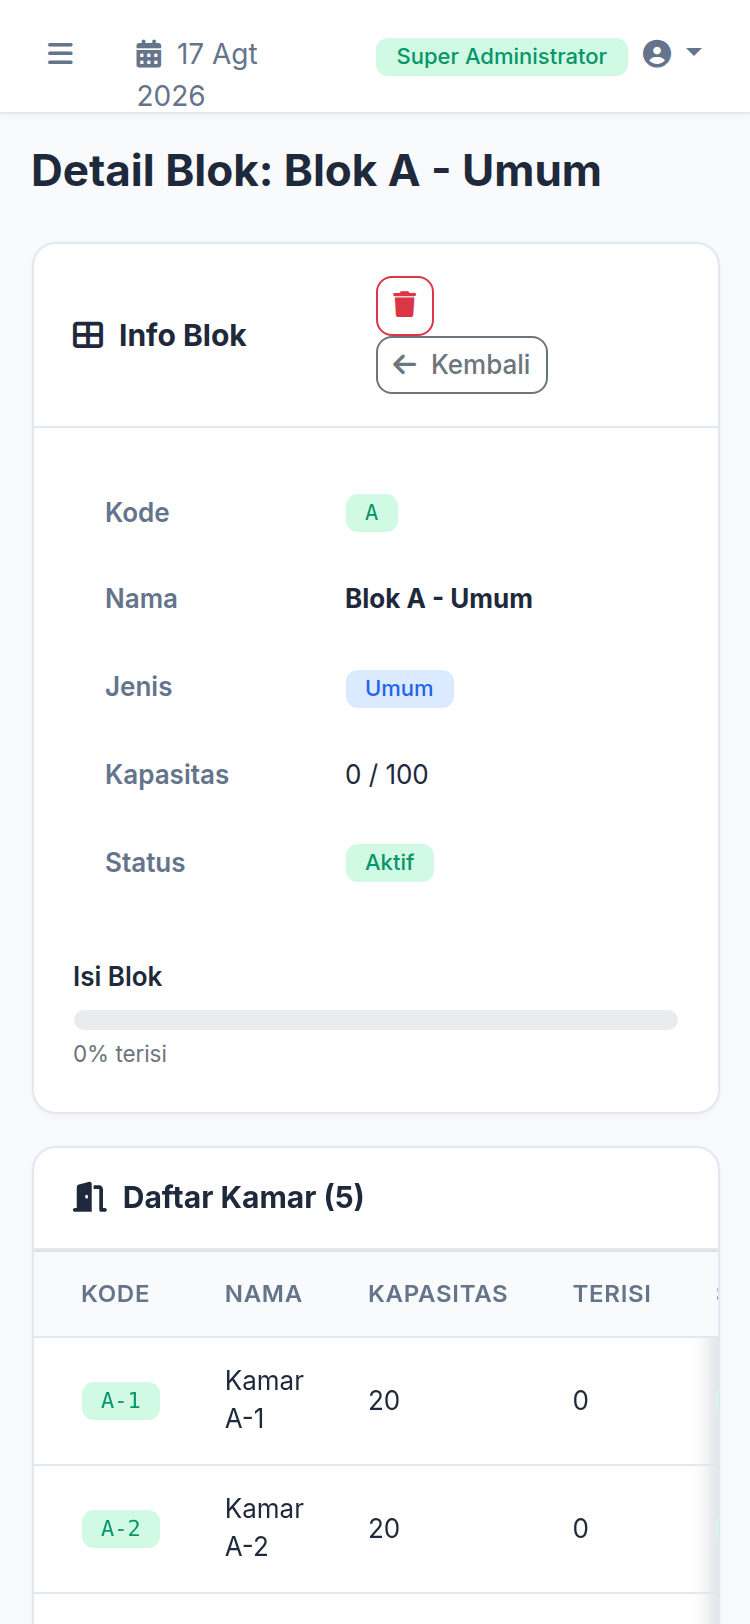 17 Agt
2026
Super Administrator
Detail Blok: Blok A - Umum
Info Blok
Kembali
Kode
A
Nama
Blok A - Umum
Jenis
Umum
Kapasitas
0 / 100
Status
Aktif
Isi Blok
0% terisi
Daftar Kamar (5)
KODE NAMA KAPASITAS TERISI
A-1 Kamar A-1 20 0
A-2 Kamar A-2 20 0